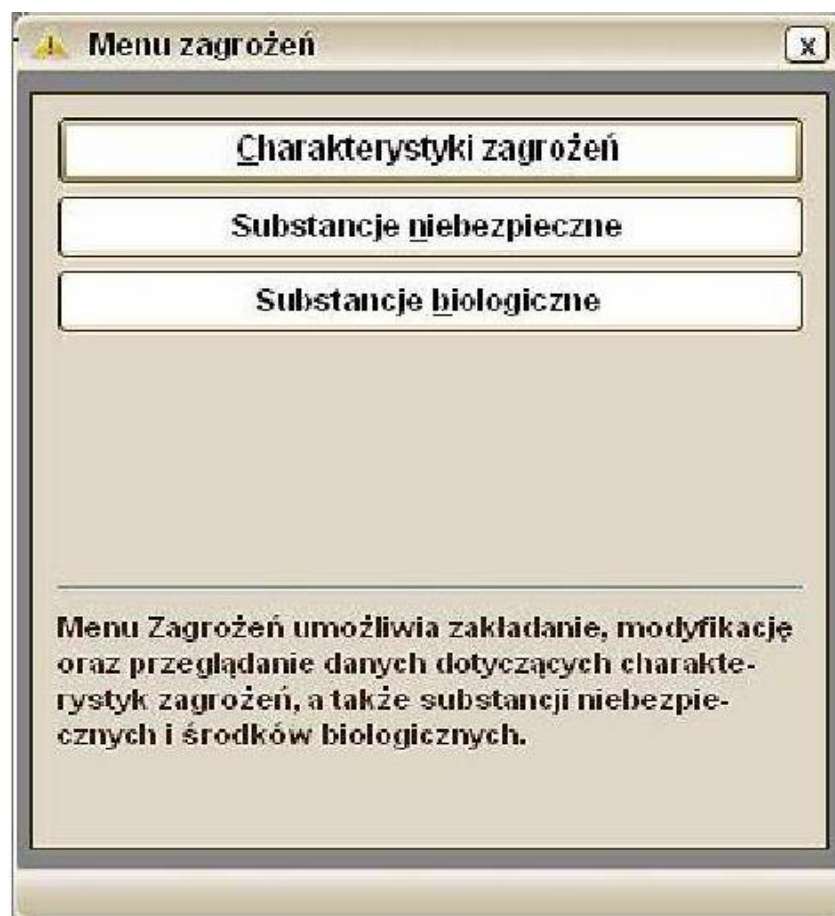 Menu zagrożeń
x
Charakterystyki zagrożeń
Substancje niebezpieczne
Substancje biologiczne
Menu Zagrożeń umożliwia zakładanie, modyfikację
oraz przeglądanie danych dotyczących charakte-
rystyk zagrożeń, a także substancji niebezpie-
cznych i środków biologicznych.